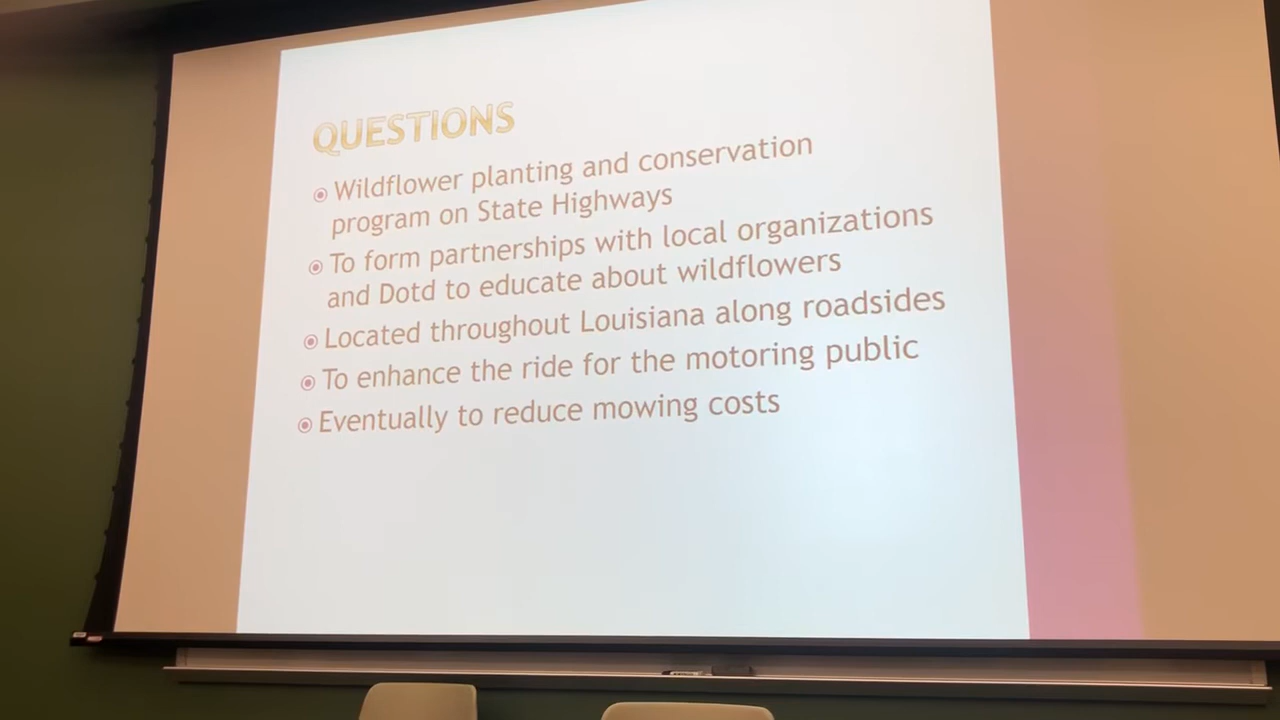 QUESTIONS
Wildflower planting and conservation
program on State Highways
To form partnerships with local organizations
and Dotd to educate about wildflowers
Located throughout Louisiana along roadsides
To enhance the ride for the motoring public
Eventually to reduce mowing costs